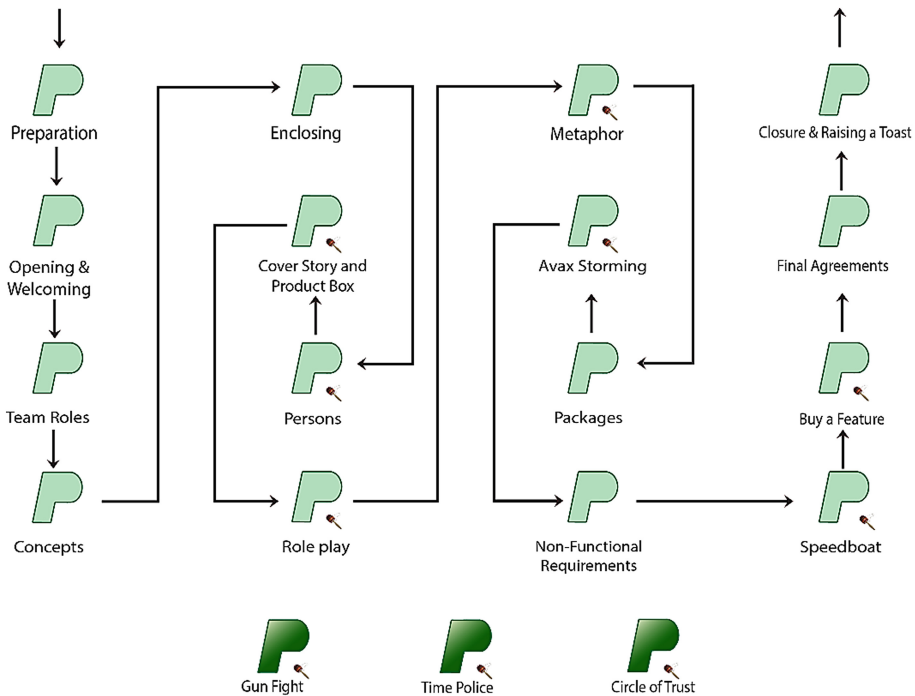 Preparation
Opening &
Welcoming
Team Roles
Concepts
Enclosing
Cover Story and
Product Box
Persons
Role play
Metaphor
Avax Storming
Packages
Non-Functional
Requirements
Closure & Raising a Toast
Final Agreements
Buy a Feature
Speedboat
Gun Fight
Time Police
Circle of Trust